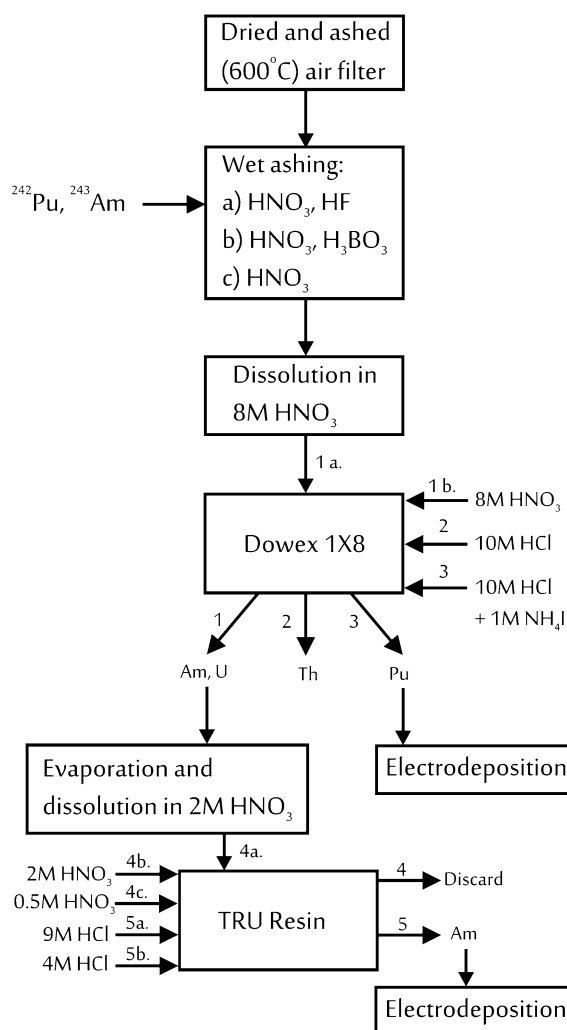 Dried and ashed
(600°C) air filter
Wet ashing:
a) HNO₃, HF
b) HNO₃, H₃BO₃
c) HNO₃
²⁴²Pu, ²⁴³Am
Dissolution in
8M HNO₃
1 a.
Dowex 1X8
1 b.
8M HNO₃
2
10M HCl
3
10M HCl
+ 1M NH₄I
1
2
3
Am, U
Th
Pu
Evaporation and
dissolution in 2M HNO₃
Electrodeposition
4a.
2M HNO₃
4b.
0.5M HNO₃
4c.
9M HCl
5a.
4M HCl
5b.
TRU Resin
4
Discard
5
Am
Electrodeposition